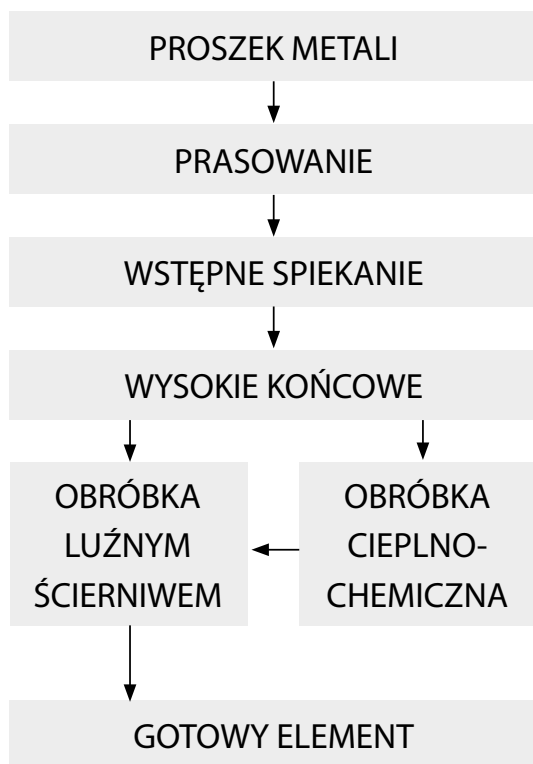 PROSZEK METALI
PRASOWANIE
WSTĘPNE SPIEKANIE
WYSOKIE KOŃCOWE
OBRÓBKA
LUŹNYM
ŚCIERNIWEM
OBRÓBKA
CIEPLNO-
CHEMICZNA
GOTOWY ELEMENT